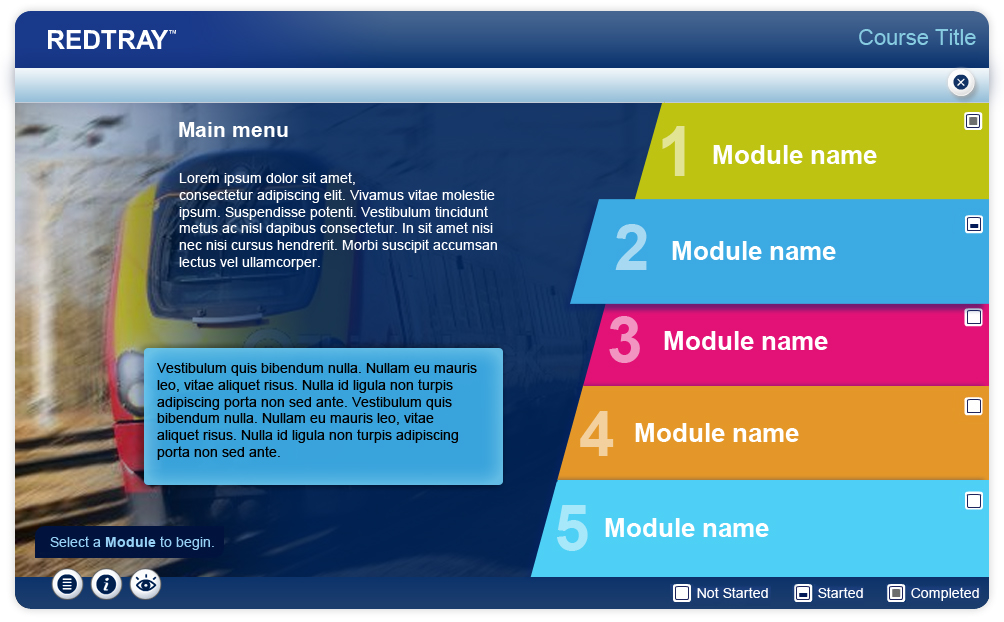 REDTRAY™
Course Title
Main menu
Lorem ipsum dolor sit amet,
consectetur adipiscing elit. Vivamus vitae molestie
ipsum. Suspendisse potenti. Vestibulum tincidunt
metus ac nisl dapibus consectetur. In sit amet nisi
nec nisi cursus hendrerit. Morbi suscipit accumsan
lectus vel ullamcorper.
Vestibulum quis bibendum nulla. Nullam eu mauris
leo, vitae aliquet risus. Nulla id ligula non turpis
adipiscing porta non sed ante. Vestibulum quis
bibendum nulla. Nullam eu mauris leo, vitae
aliquet risus. Nulla id ligula non turpis adipiscing
porta non sed ante.
1 Module name
2 Module name
3 Module name
4 Module name
5 Module name
Select a Module to begin.
i
Not Started
Started
Completed